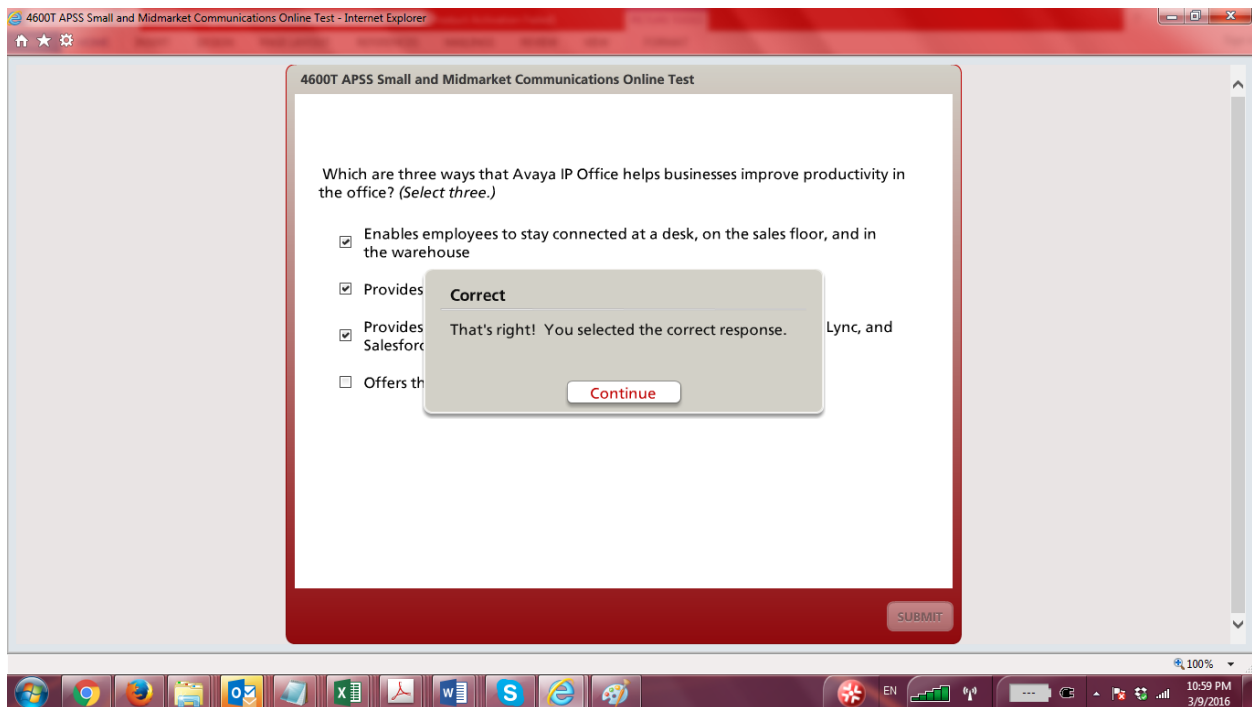 4600T APSS Small and Midmarket Communications Online Test - Internet Explorer
4600T APSS Small and Midmarket Communications Online Test
Which are three ways that Avaya IP Office helps businesses improve productivity in
the office? (Select three.)
Enables employees to stay connected at a desk, on the sales floor, and in
the warehouse
Provides
Correct
Provides
That's right! You selected the correct response.
Lync, and
Offers
Continue
SUBMIT
100%
EN
10:59 PM
3/9/2016